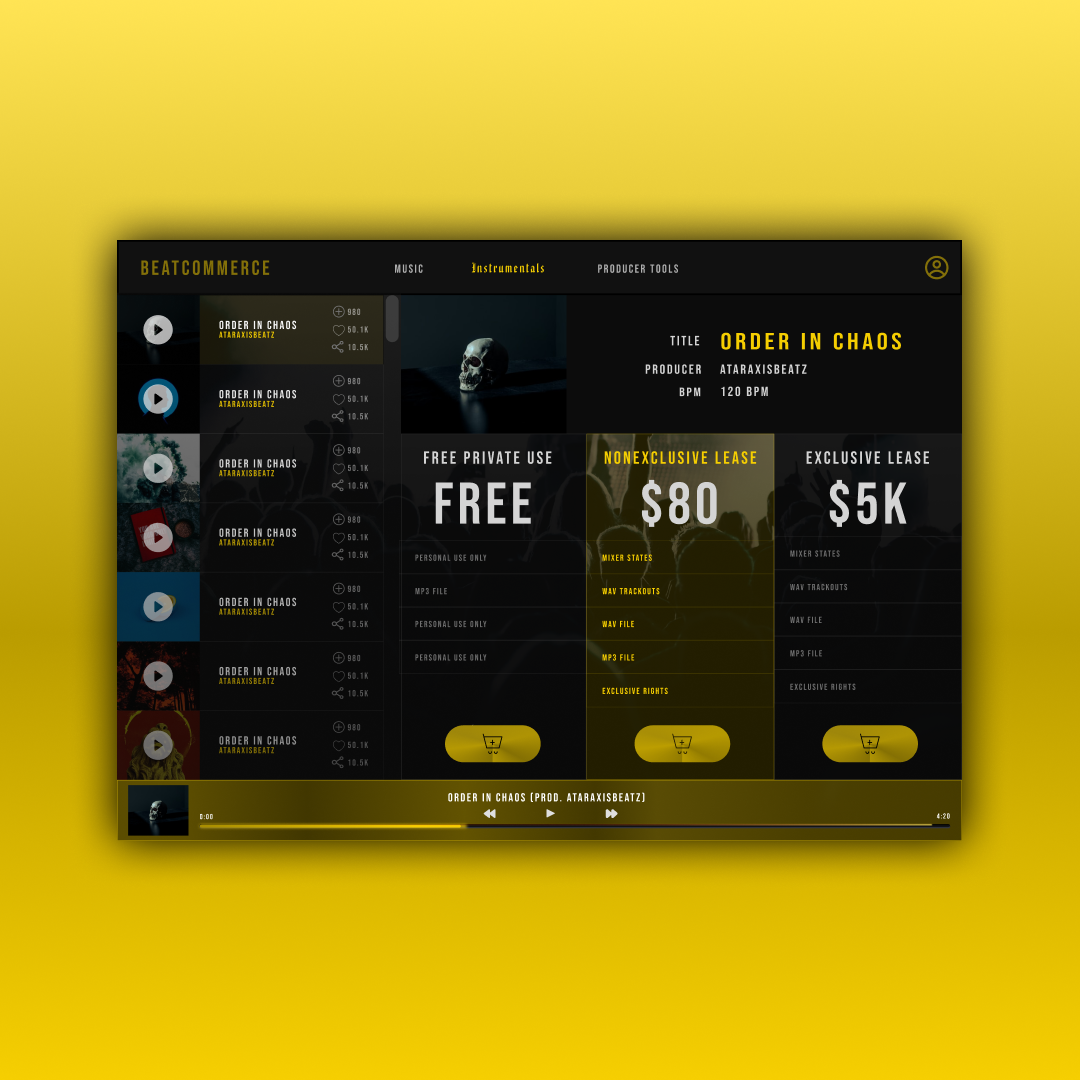 BEATCOMMERCE
MUSIC
Instrumentals
PRODUCER TOOLS
ORDER IN CHAOS
ATARAXISBEATZ
980
50.1K
10.5K
ORDER IN CHAOS
ATARAXISBEATZ
980
50.1K
10.5K
ORDER IN CHAOS
ATARAXISBEATZ
980
50.1K
10.5K
ORDER IN CHAOS
ATARAXISBEATZ
980
50.1K
10.5K
ORDER IN CHAOS
ATARAXISBEATZ
980
50.1K
10.5K
ORDER IN CHAOS
ATARAXISBEATZ
980
50.1K
10.5K
ORDER IN CHAOS
ATARAXISBEATZ
980
50.1K
10.5K
TITLE ORDER IN CHAOS
PRODUCER ATARAXISBEATZ
BPM 120 BPM
FREE PRIVATE USE
FREE
PERSONAL USE ONLY
MP3 FILE
PERSONAL USE ONLY
PERSONAL USE ONLY
NONEXCLUSIVE LEASE
$80
MIXER STATES
WAV TRACKOUTS
WAV FILE
MP3 FILE
EXCLUSIVE RIGHTS
EXCLUSIVE LEASE
$5K
MIXER STATES
WAV TRACKOUTS
WAV FILE
MP3 FILE
EXCLUSIVE RIGHTS
ORDER IN CHAOS (PROD. ATARAXISBEATZ)
0:00
4:20